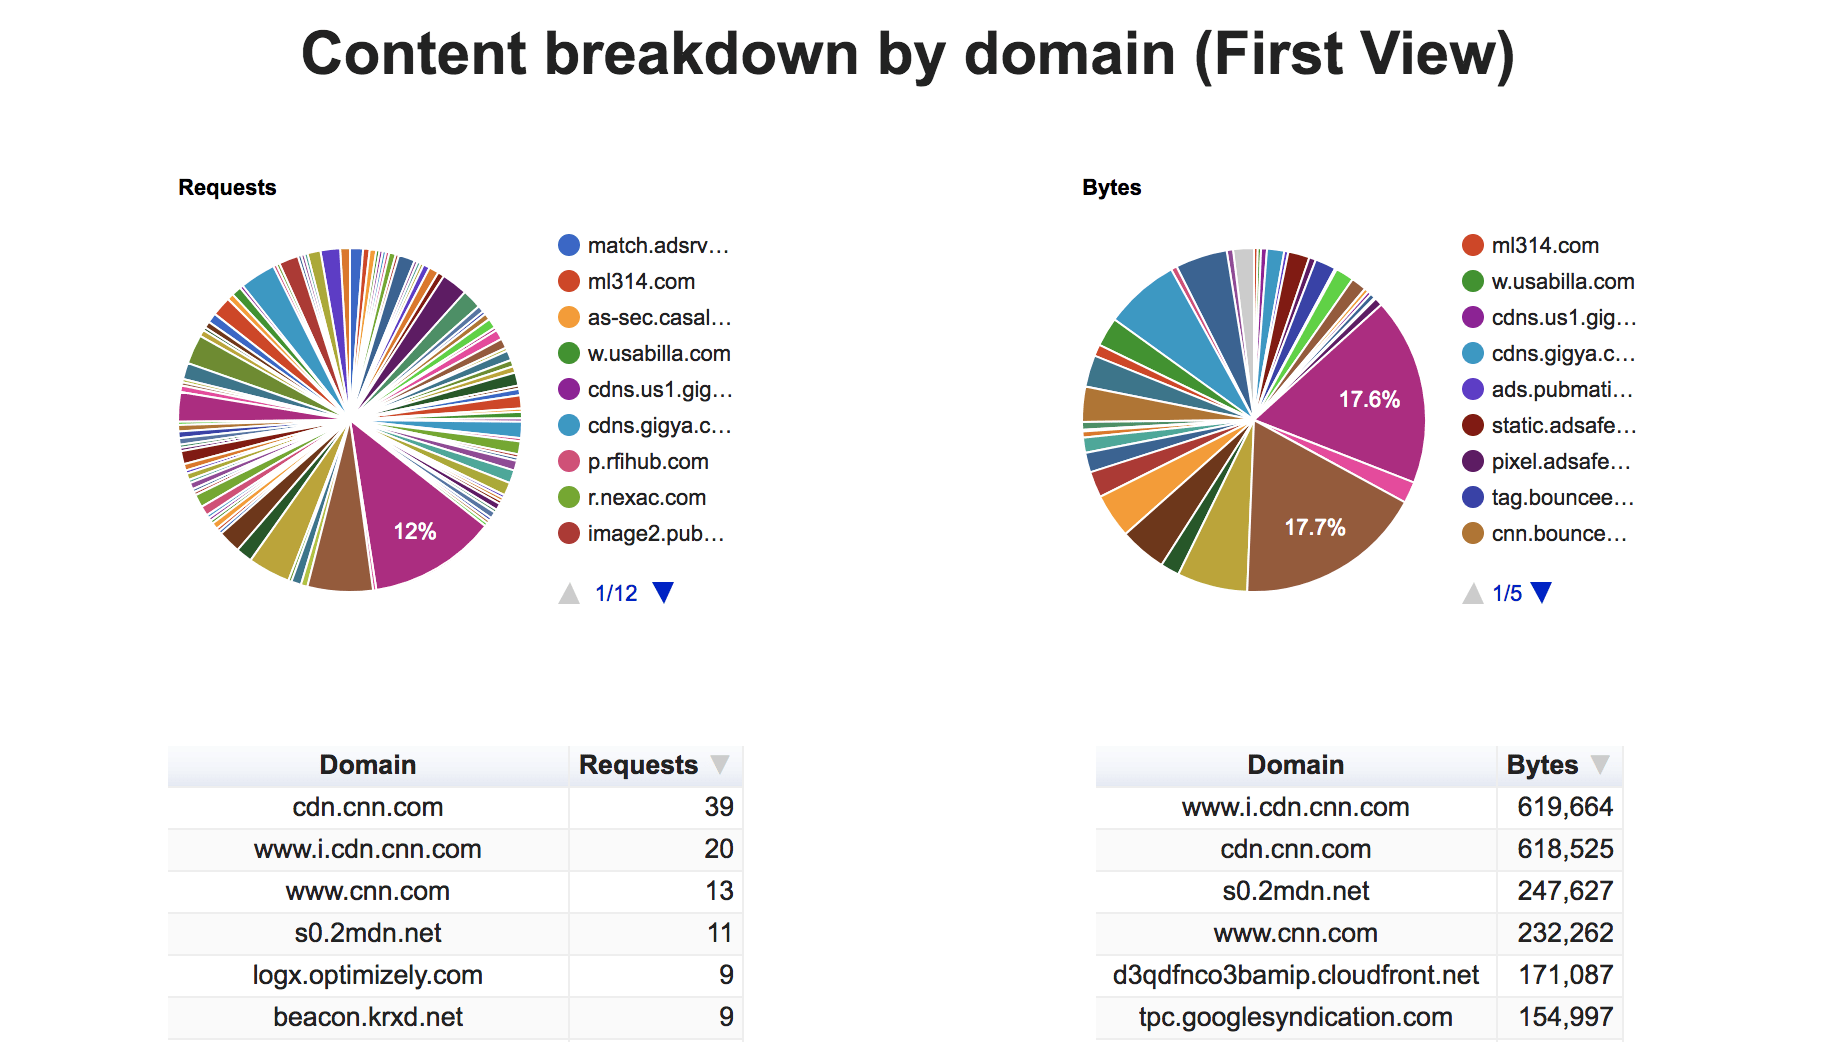 Content breakdown by domain (First View)
Requests
match.adsrv…
ml314.com
as-sec.casal…
w.usabilla.com
cdns.us1.gig…
cdns.gigya.c…
p.rfihub.com
r.nexac.com
image2.pub…
1/12
12%
Bytes
ml314.com
w.usabilla.com
cdns.us1.gig…
cdns.gigya.c…
ads.pubmati…
static.adsafe…
pixel.adsafe…
tag.bouncee…
cnn.bounce…
1/5
17.6%
17.7%
Domain Requests
cdn.cnn.com 39
www.i.cdn.cnn.com 20
www.cnn.com 13
s0.2mdn.net 11
logx.optimizely.com 9
beacon.krxd.net 9
Domain Bytes
www.i.cdn.cnn.com 619,664
cdn.cnn.com 618,525
s0.2mdn.net 247,627
www.cnn.com 232,262
d3qdfnco3bamip.cloudfront.net 171,087
tpc.googlesyndication.com 154,997